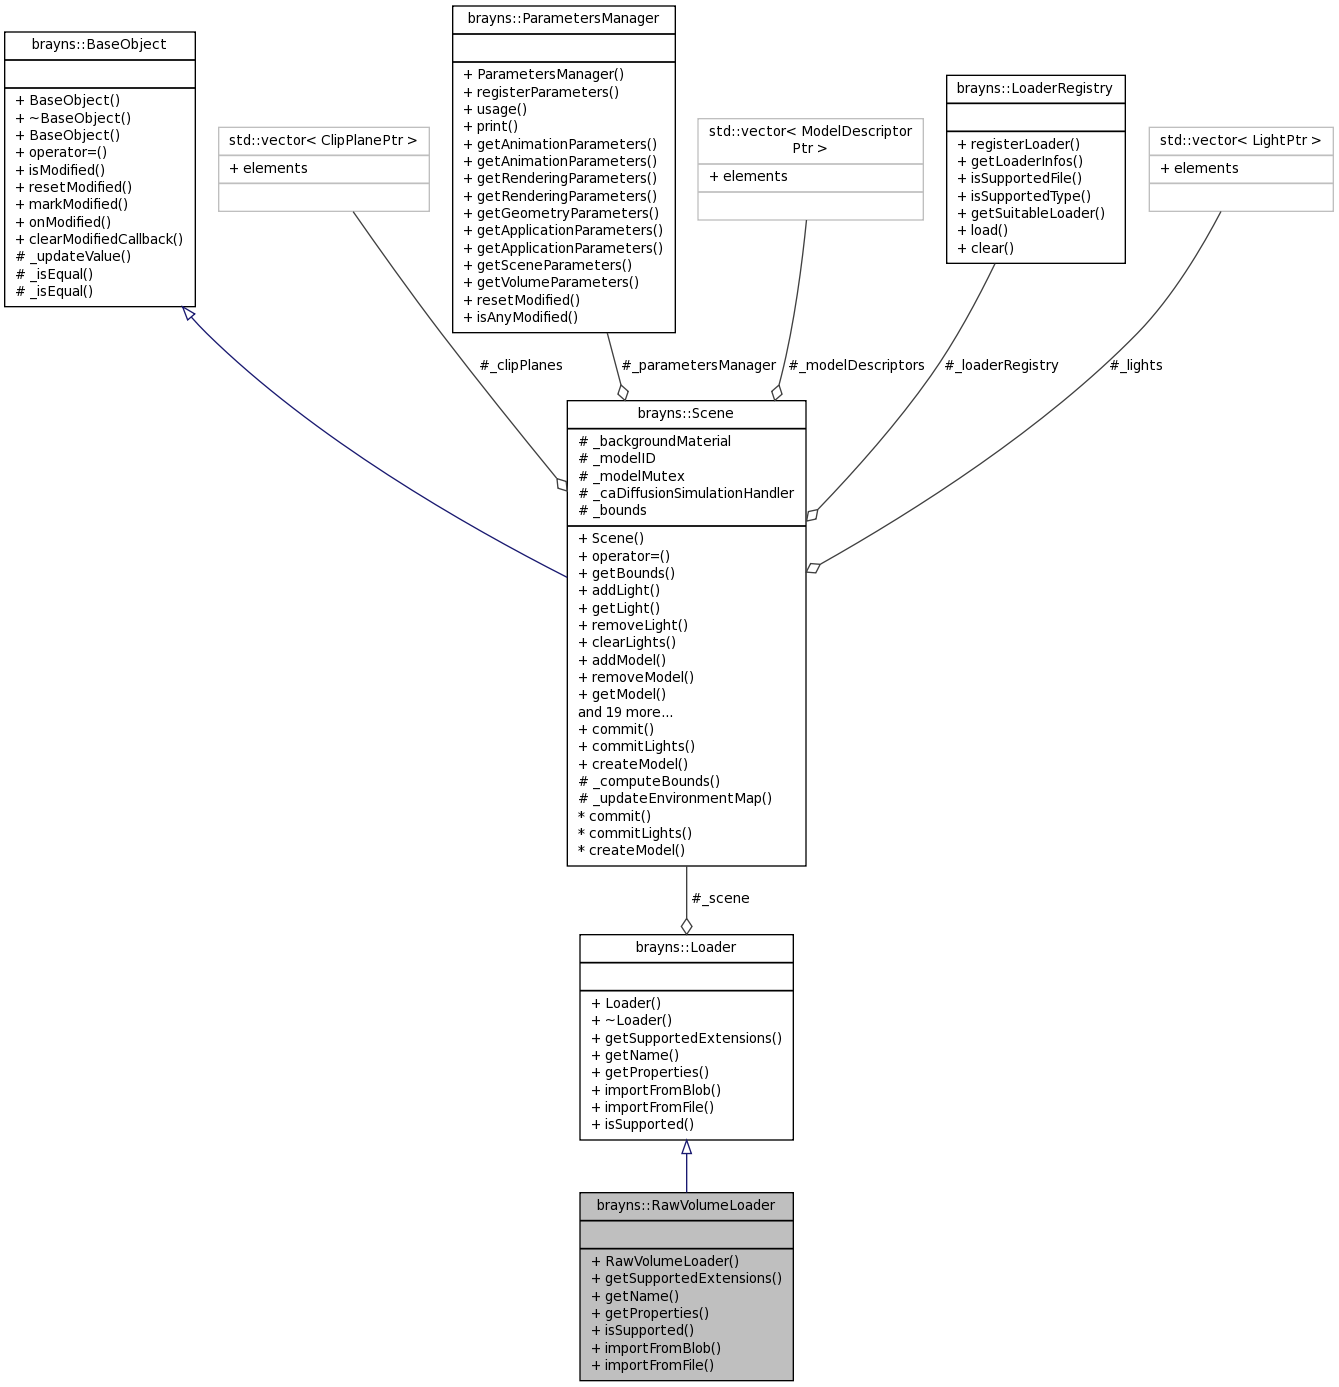 brayns::BaseObject
+ BaseObject()
+ ~BaseObject()
+ BaseObject()
+ operator=()
+ isModified()
+ resetModified()
+ markModified()
+ onModified()
+ clearModifiedCallback()
# _updateValue()
# _isEqual()
# _isEqual()
std::vector< ClipPlanePtr >
+ elements
brayns::ParametersManager
+ ParametersManager()
+ registerParameters()
+ usage()
+ print()
+ getAnimationParameters()
+ getAnimationParameters()
+ getRenderingParameters()
+ getRenderingParameters()
+ getGeometryParameters()
+ getApplicationParameters()
+ getApplicationParameters()
+ getSceneParameters()
+ getVolumeParameters()
+ resetModified()
+ isAnyModified()
std::vector< ModelDescriptor
Ptr >
+ elements
brayns::LoaderRegistry
+ registerLoader()
+ getLoaderInfos()
+ isSupportedFile()
+ isSupportedType()
+ getSuitableLoader()
+ load()
+ clear()
std::vector< LightPtr >
+ elements
#_clipPlanes
#_parametersManager
#_modelDescriptors
#_loaderRegistry
#_lights
brayns::Scene
# _backgroundMaterial
# _modelID
# _modelMutex
# _caDiffusionSimulationHandler
# _bounds
+ Scene()
+ operator=()
+ getBounds()
+ addLight()
+ getLight()
+ removeLight()
+ clearLights()
+ addModel()
+ removeModel()
+ getModel()
and 19 more...
+ commit()
+ commitLights()
+ createModel()
# _computeBounds()
# _updateEnvironmentMap()
* commit()
* commitLights()
* createModel()
#_scene
brayns::Loader
+ Loader()
+ ~Loader()
+ getSupportedExtensions()
+ getName()
+ getProperties()
+ importFromBlob()
+ importFromFile()
+ isSupported()
brayns::RawVolumeLoader
+ RawVolumeLoader()
+ getSupportedExtensions()
+ getName()
+ getProperties()
+ isSupported()
+ importFromBlob()
+ importFromFile()